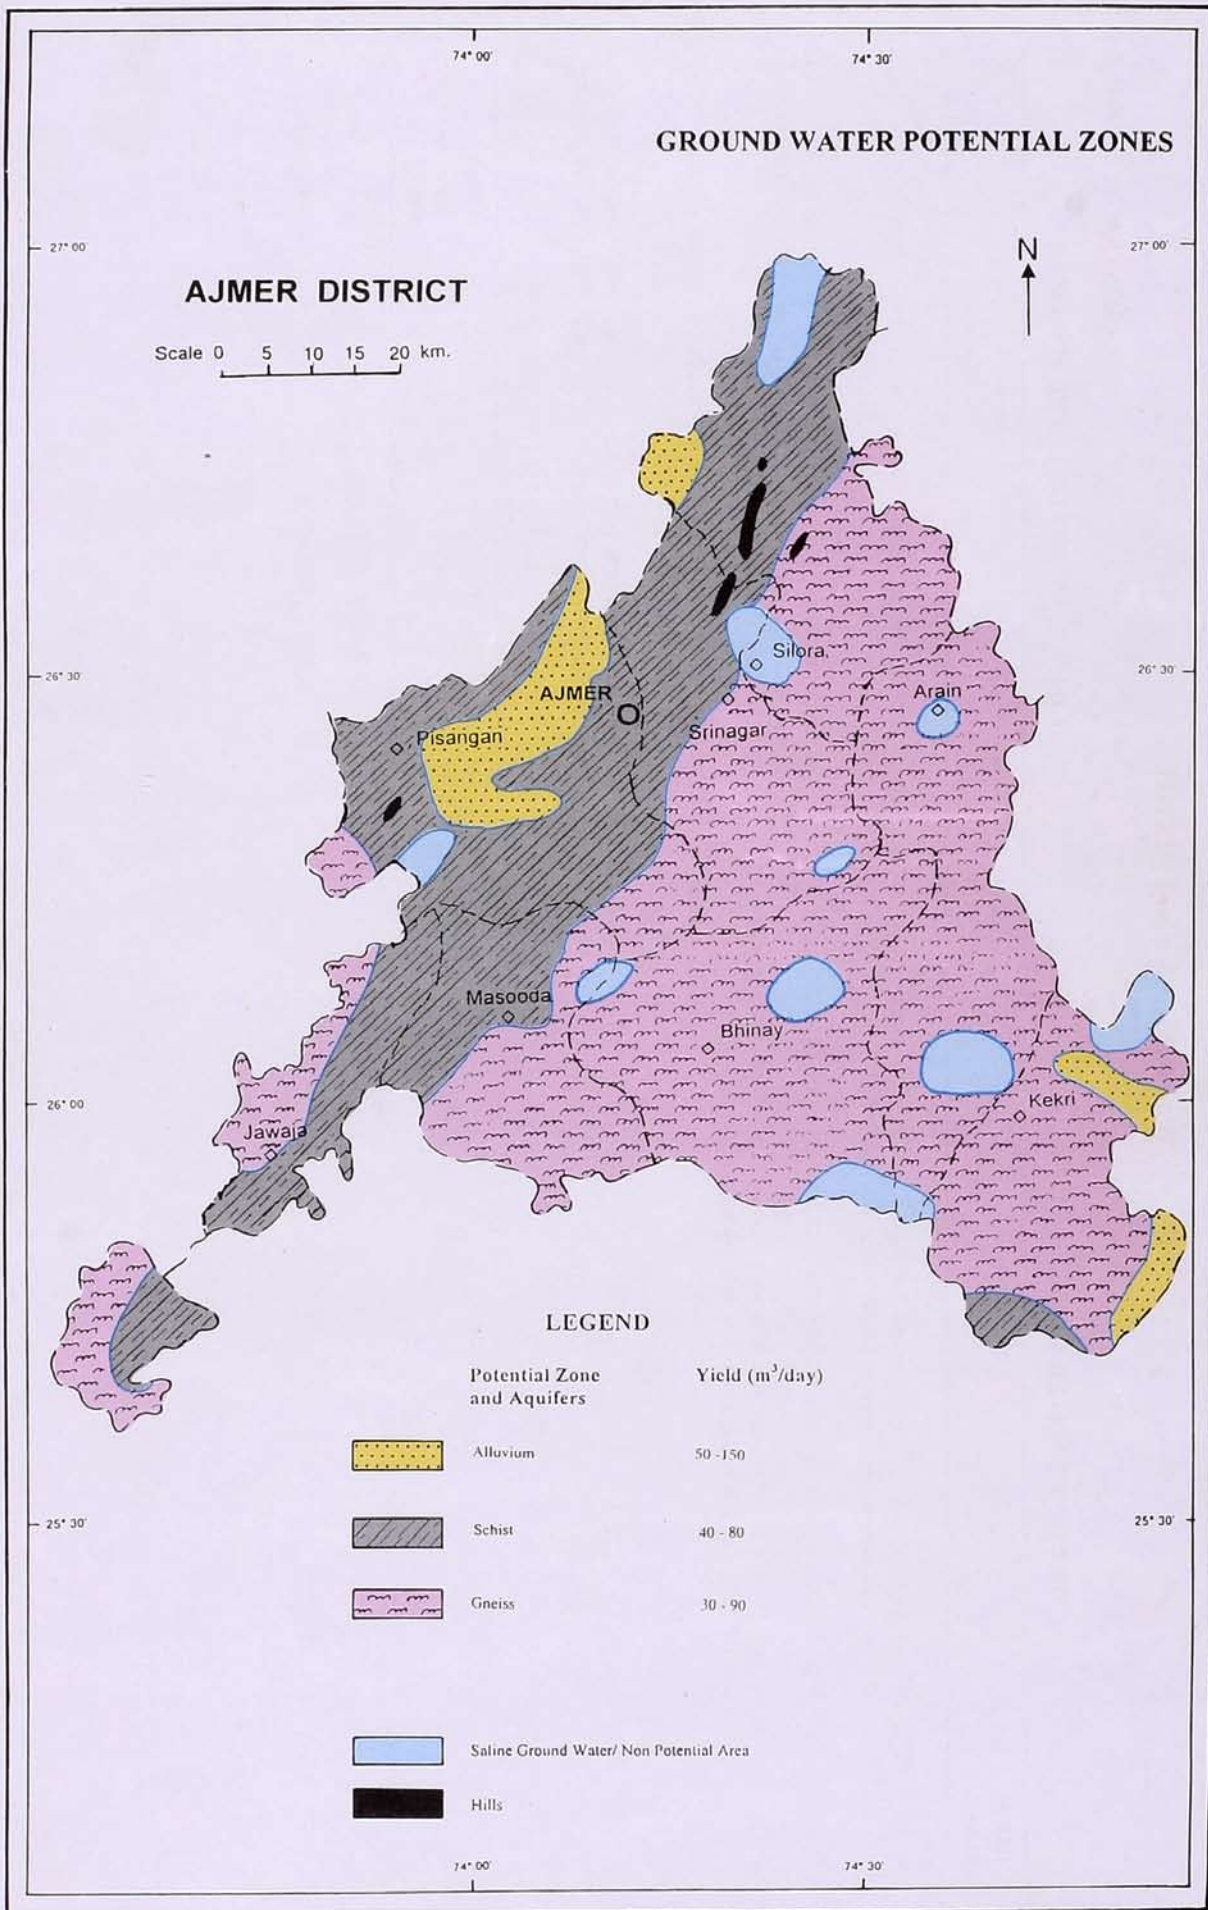 74° 00'
74° 30'
GROUND WATER POTENTIAL ZONES
27° 00'
27° 00'
N
AJMER DISTRICT
Scale 0 5 10 15 20 km.
Silora
26° 30'
26° 30'
AJMER
Arain
Srinagar
Pisangan
Masooda
Bhinay
26° 00
Kekri
Jawaja
LEGEND
Potential Zone
and Aquifers
Yield (m³/day)
Alluvium
50 -150
Schist
40 - 80
25° 30'
25° 30'
Gneiss
30 - 90
Saline Ground Water/ Non Potential Area
Hills
74° 00'
74° 30'